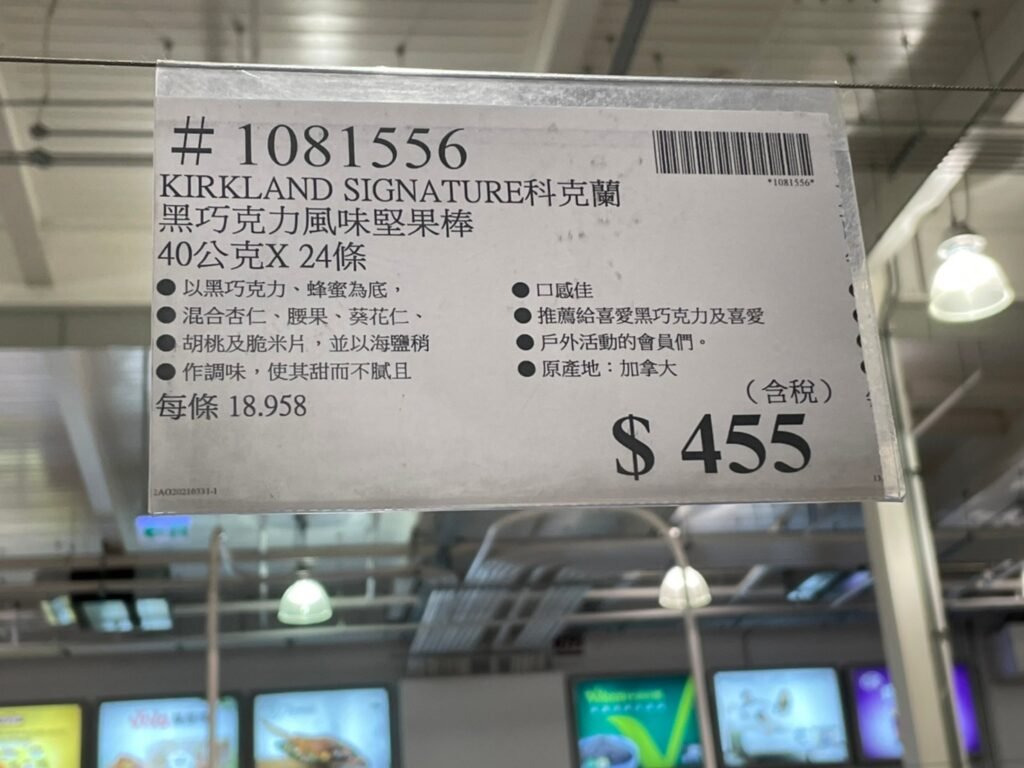 # 1081556
*1081556*
KIRKLAND SIGNATURE科克蘭
黑巧克力風味堅果棒
40公克X 24條
● 以黑巧克力、蜂蜜為底，
● 混合杏仁、腰果、葵花仁、
● 胡桃及脆米片，並以海鹽稍
● 作調味，使其甜而不膩且
● 口感佳
● 推薦給喜愛黑巧克力及喜愛
● 戶外活動的會員們。
● 原產地：加拿大
每條 18.958
（含稅）
$ 455